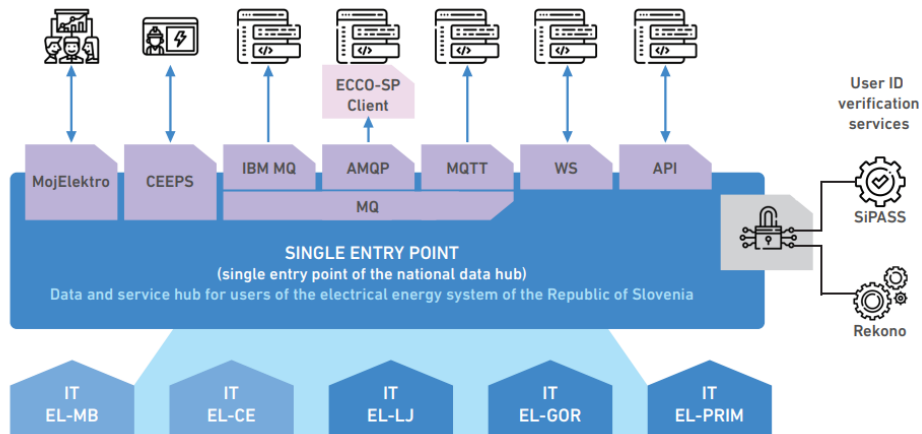 ECCO-SP
Client
User ID
verification
services
MojElektro
CEEPS
IBM MQ
AMQP
MQTT
WS
API
MQ
SiPASS
SINGLE ENTRY POINT
(single entry point of the national data hub)
Data and service hub for users of the electrical energy system of the Republic of Slovenia
Rekono
IT
EL-MB
IT
EL-CE
IT
EL-LJ
IT
EL-GOR
IT
EL-PRIM